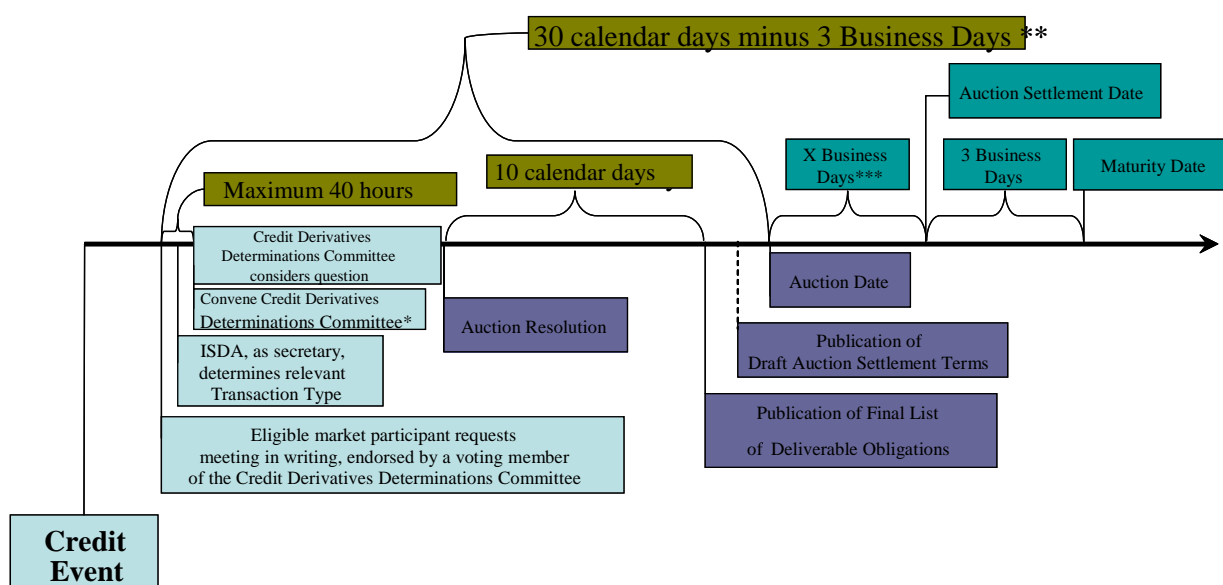 30 calendar days minus 3 Business Days **
Auction Settlement Date
X Business
Days***
3 Business
Days
Maturity Date
10 calendar days
Maximum 40 hours
Credit Derivatives
Determinations Committee
considers question
Convene Credit Derivatives
Determinations Committee*
ISDA, as secretary,
determines relevant
Transaction Type
Eligible market participant requests
meeting in writing, endorsed by a voting member
of the Credit Derivatives Determinations Committee
Auction Resolution
Auction Date
Publication of
Draft Auction Settlement Terms
Publication of Final List
of Deliverable Obligations
Credit
Event